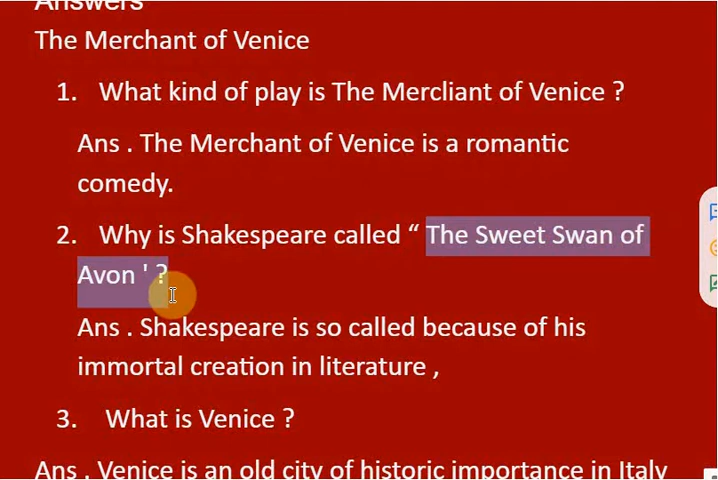 Answers
The Merchant of Venice
1. What kind of play is The Mercliant of Venice ?
Ans . The Merchant of Venice is a romantic
comedy.
2. Why is Shakespeare called “ The Sweet Swan of
Avon ' ?
Ans . Shakespeare is so called because of his
immortal creation in literature ,
3. What is Venice ?
Ans . Venice is an old city of historic importance in Italy